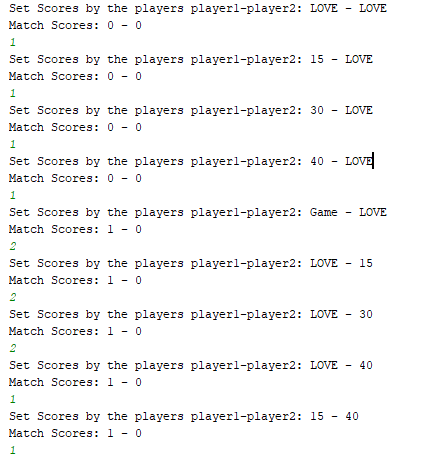 Set Scores by the players player1-player2: LOVE - LOVE
Match Scores: 0 - 0
1
Set Scores by the players player1-player2: 15 - LOVE
Match Scores: 0 - 0
1
Set Scores by the players player1-player2: 30 - LOVE
Match Scores: 0 - 0
1
Set Scores by the players player1-player2: 40 - LOVE
Match Scores: 0 - 0
1
Set Scores by the players player1-player2: Game - LOVE
Match Scores: 1 - 0
2
Set Scores by the players player1-player2: LOVE - 15
Match Scores: 1 - 0
2
Set Scores by the players player1-player2: LOVE - 30
Match Scores: 1 - 0
2
Set Scores by the players player1-player2: LOVE - 40
Match Scores: 1 - 0
1
Set Scores by the players player1-player2: 15 - 40
Match Scores: 1 - 0
1